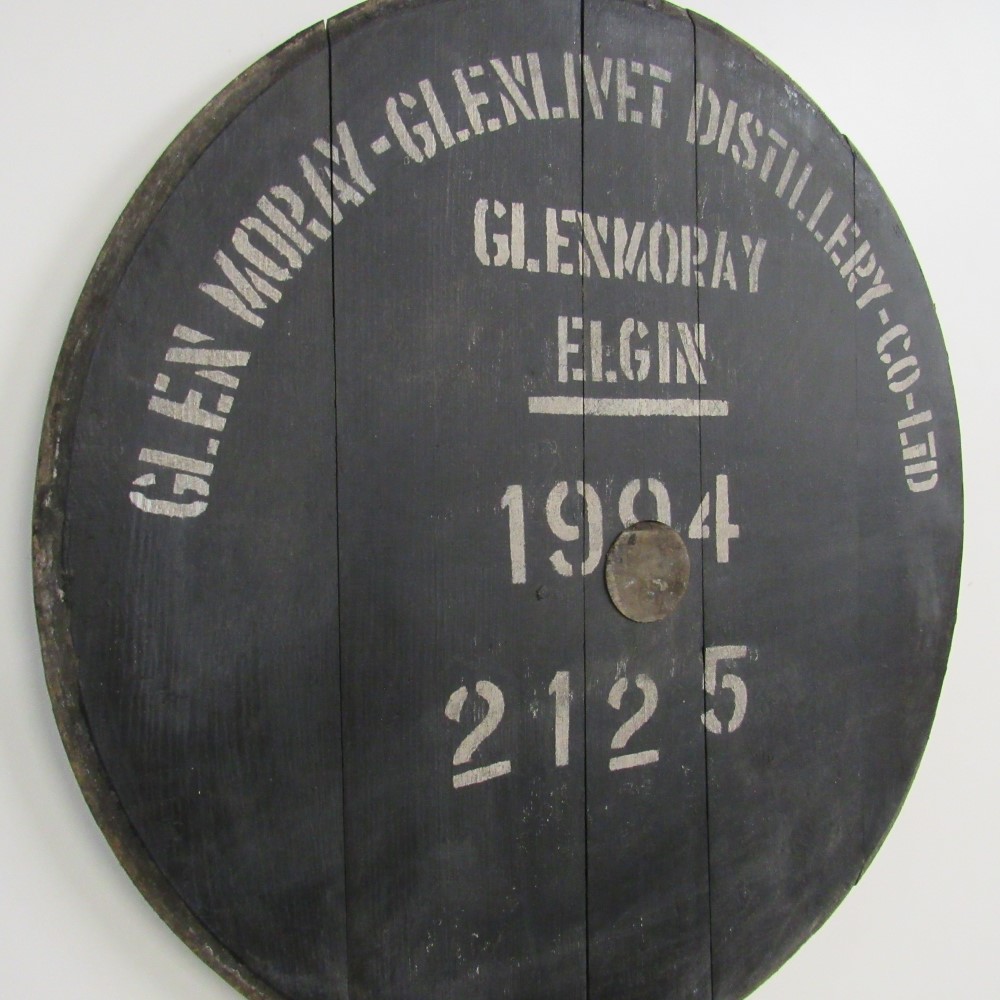 GLEN MORAY-GLENLIVET DISTILLERY-CO-LTD
GLENMORAY
ELGIN
1994
2125